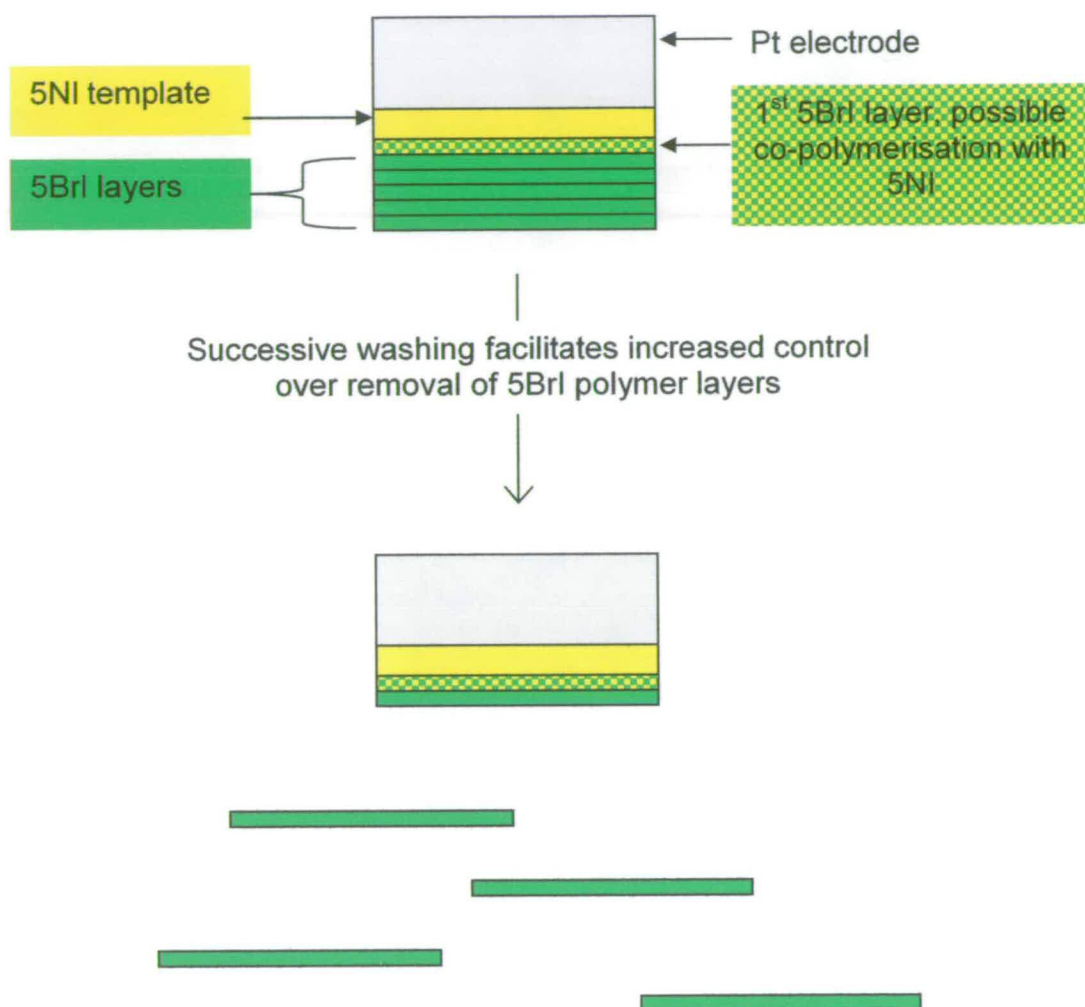 Pt electrode
5NI template
1st 5BrI layer, possible
co-polymerisation with
5NI
5BrI layers
Successive washing facilitates increased control
over removal of 5BrI polymer layers